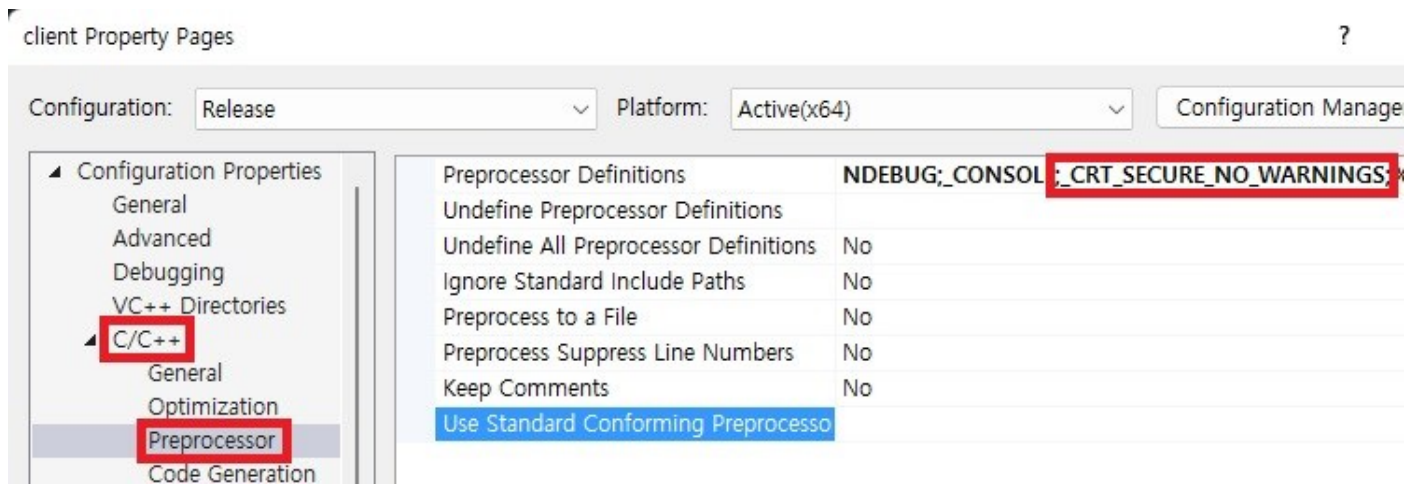 client Property Pages ?
Configuration: Release Platform: Active(x64) Configuration Manage
Configuration Properties
General
Advanced
Debugging
VC++ Directories
C/C++
General
Optimization
Preprocessor
Code Generation
Preprocessor Definitions NDEBUG;_CONSOL;_CRT_SECURE_NO_WARNINGS;
Undefine Preprocessor Definitions
Undefine All Preprocessor Definitions No
Ignore Standard Include Paths No
Preprocess to a File No
Preprocess Suppress Line Numbers No
Keep Comments No
Use Standard Conforming Preprocesso